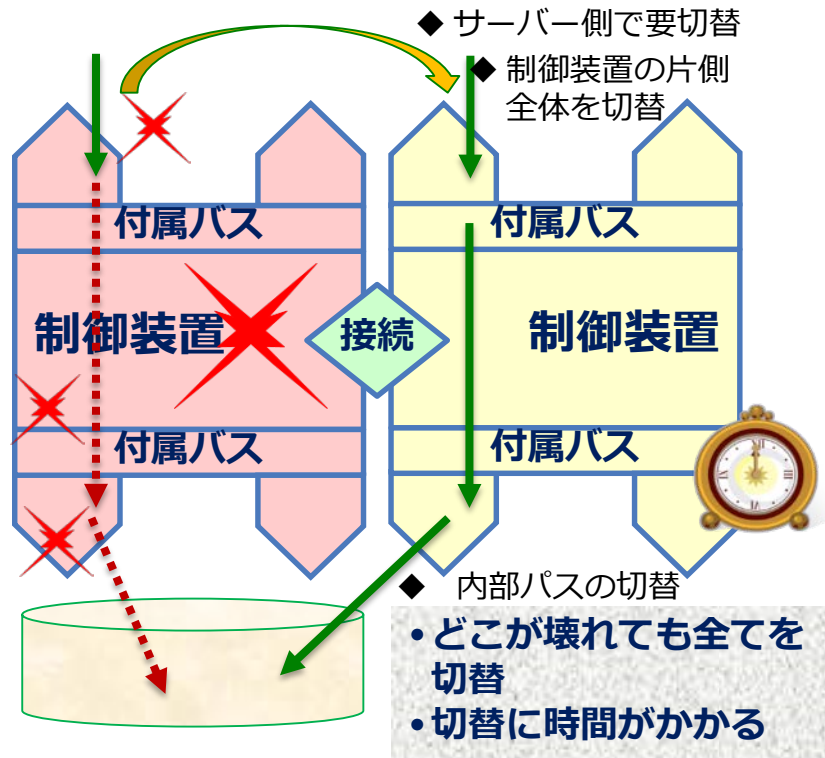 ◆ サーバー側で要切替
◆ 制御装置の片側
全体を切替
付属バス
付属バス
制御装置
接続
制御装置
付属バス
付属バス
◆ 内部パスの切替
•どこが壊れても全てを
切替
•切替に時間がかかる